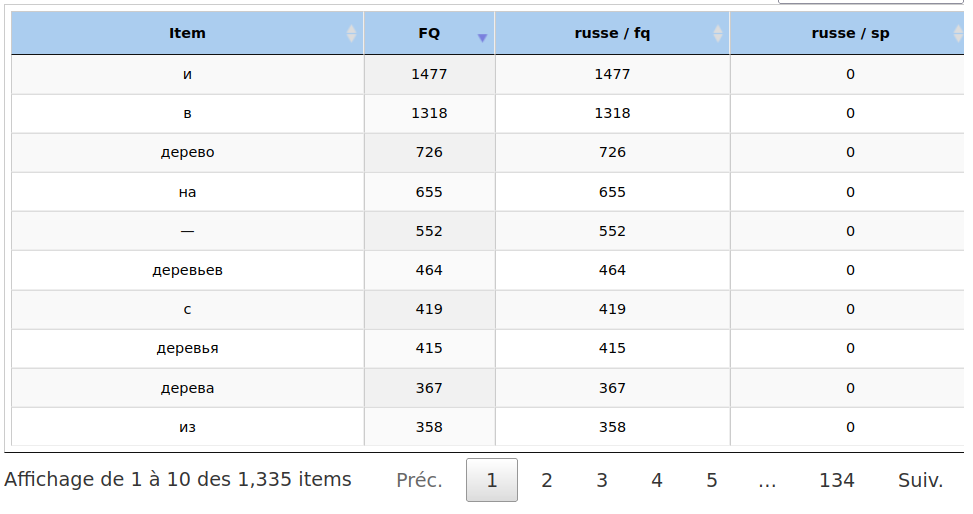 Item FQ russe / fq russe / sp
и 1477 1477 0
в 1318 1318 0
дерево 726 726 0
на 655 655 0
— 552 552 0
деревьев 464 464 0
с 419 419 0
деревья 415 415 0
дерева 367 367 0
из 358 358 0
Affichage de 1 à 10 des 1,335 items Préc. 1 2 3 4 5 … 134 Suiv.